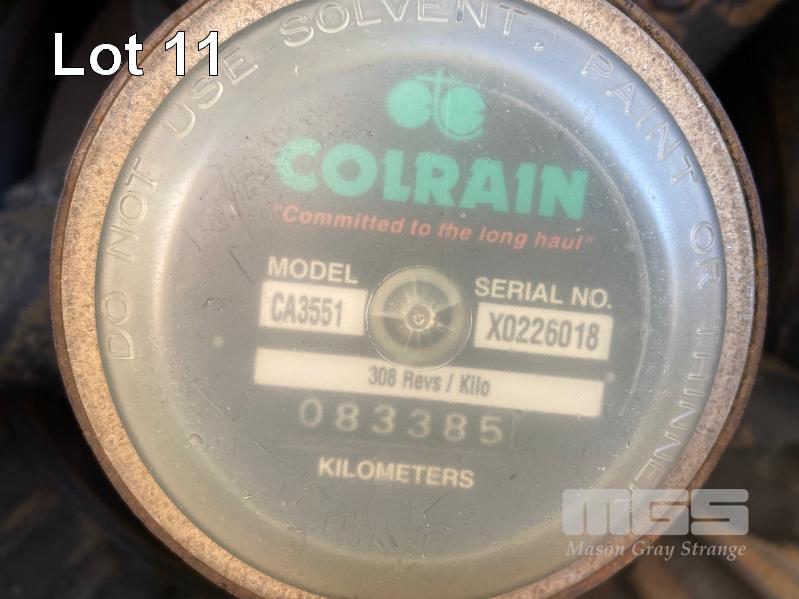 Lot 11
DO NOT USE SOLVENT, PAINT OR THINNER
ctc
COLRAIN
"Committed to the long haul"
MODEL
CA3551
SERIAL NO.
X0226018
308 Revs / Kilo
083385
KILOMETERS
MGS
Mason Gray Strange